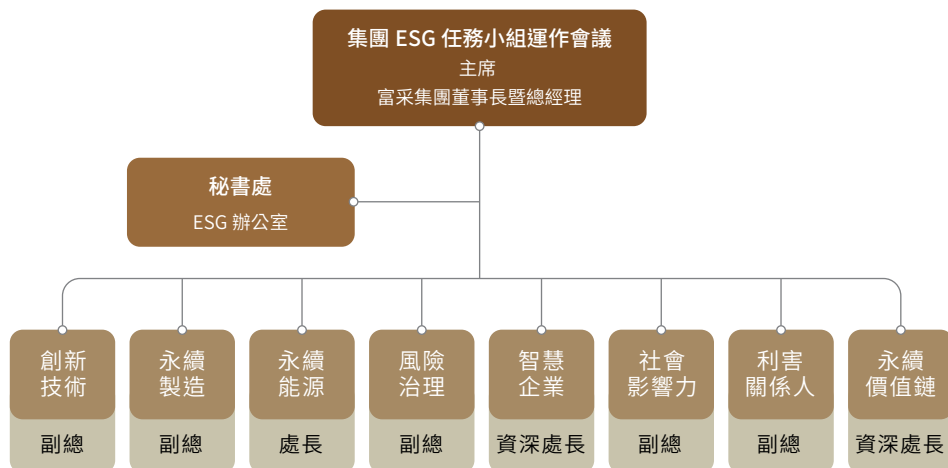 集團 ESG 任務小組運作會議
主席
富采集團董事長暨總經理
秘書處
ESG 辦公室
創新
技術
副總
永續
製造
副總
永續
能源
處長
風險
治理
副總
智慧
企業
資深處長
社會
影響力
副總
利害
關係人
副總
永續
價值鏈
資深處長